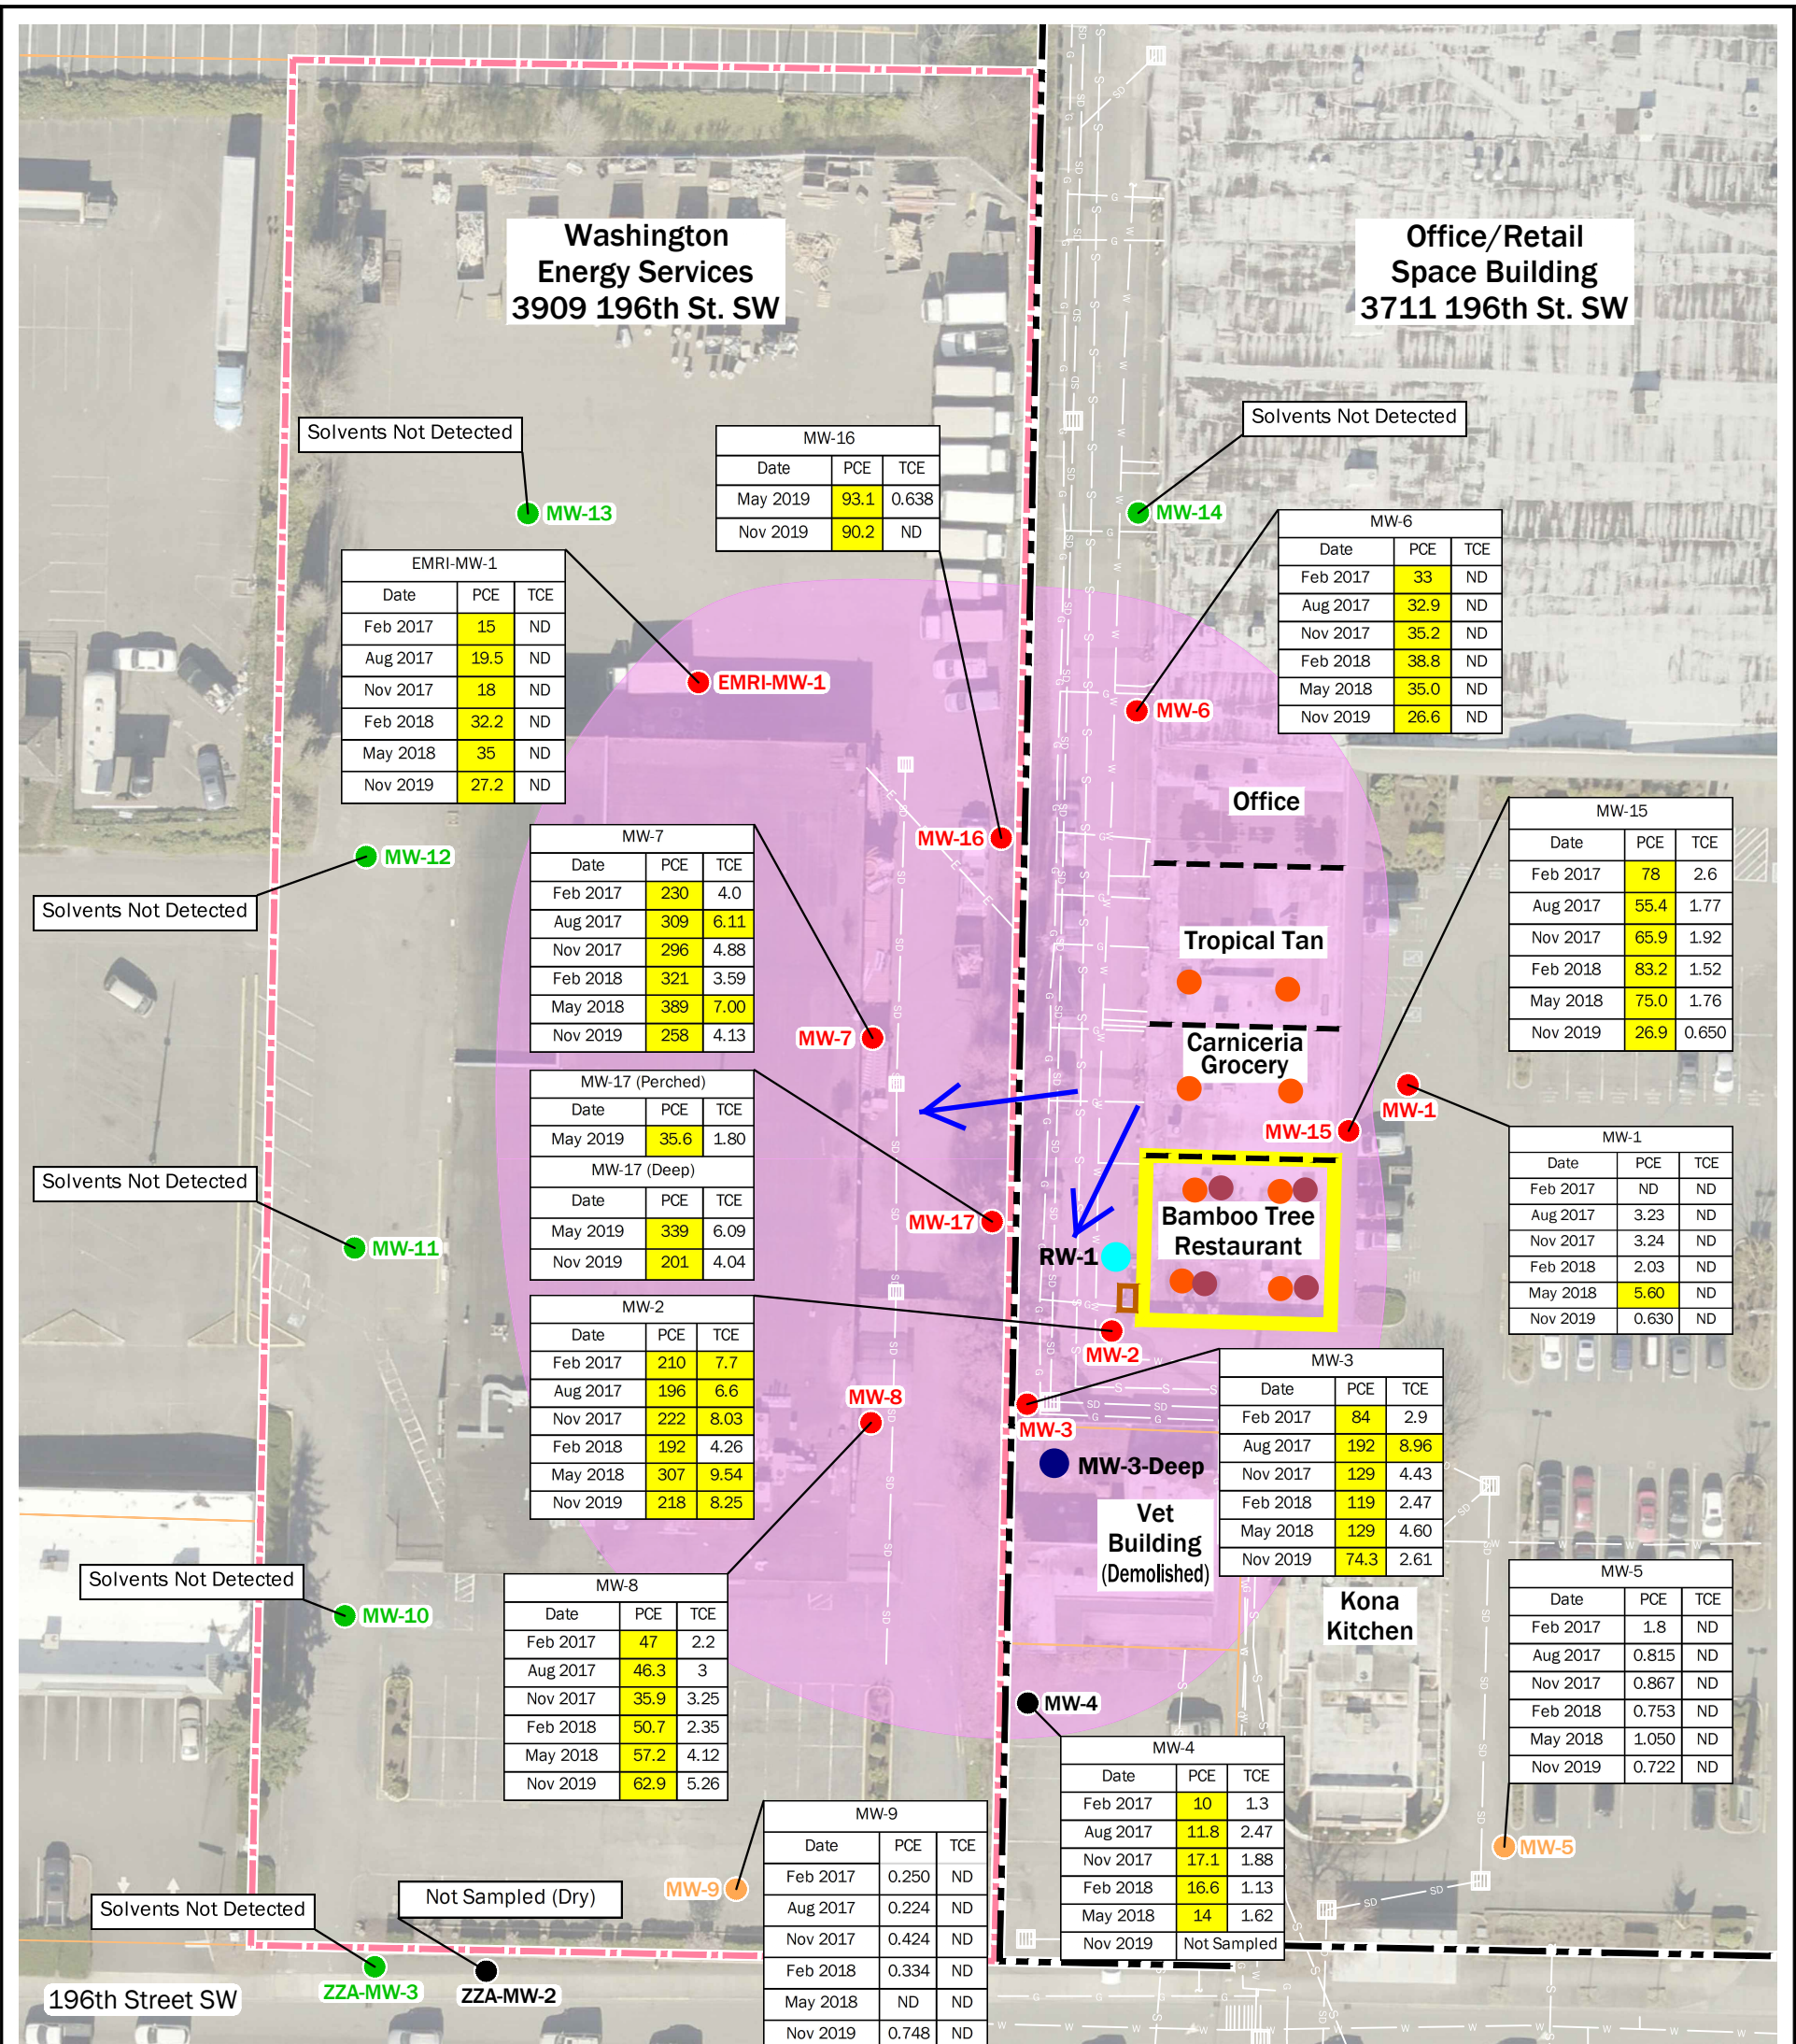 Washington
Energy Services
3909 196th St. SW
Office/Retail
Space Building
3711 196th St. SW
Solvents Not Detected
MW-13
MW-16
Date PCE TCE
May 2019 93.1 0.638
Nov 2019 90.2 ND
Solvents Not Detected
MW-14
MW-6
Date PCE TCE
Feb 2017 33 ND
Aug 2017 32.9 ND
Nov 2017 35.2 ND
Feb 2018 38.8 ND
May 2018 35.0 ND
Nov 2019 26.6 ND
EMRI-MW-1
Date PCE TCE
Feb 2017 15 ND
Aug 2017 19.5 ND
Nov 2017 18 ND
Feb 2018 32.2 ND
May 2018 35 ND
Nov 2019 27.2 ND
EMRI-MW-1
MW-6
Office
MW-16
MW-12
Solvents Not Detected
MW-7
Date PCE TCE
Feb 2017 230 4.0
Aug 2017 309 6.11
Nov 2017 296 4.88
Feb 2018 321 3.59
May 2018 389 7.00
Nov 2019 258 4.13
MW-7
MW-15
Date PCE TCE
Feb 2017 78 2.6
Aug 2017 55.4 1.77
Nov 2017 65.9 1.92
Feb 2018 83.2 1.52
May 2018 75.0 1.76
Nov 2019 26.9 0.650
Tropical Tan
Carniceria
Grocery
MW-15
MW-1
MW-17 (Perched)
Date PCE TCE
May 2019 35.6 1.80
MW-17 (Deep)
Date PCE TCE
May 2019 339 6.09
Nov 2019 201 4.04
MW-17
MW-1
Date PCE TCE
Feb 2017 ND ND
Aug 2017 3.23 ND
Nov 2017 3.24 ND
Feb 2018 2.03 ND
May 2018 5.60 ND
Nov 2019 0.630 ND
Solvents Not Detected
MW-11
Bamboo Tree
Restaurant
RW-1
MW-2
Date PCE TCE
Feb 2017 210 7.7
Aug 2017 196 6.6
Nov 2017 222 8.03
Feb 2018 192 4.26
May 2018 307 9.54
Nov 2019 218 8.25
MW-2
MW-8
MW-3
MW-3
Date PCE TCE
Feb 2017 84 2.9
Aug 2017 192 8.96
Nov 2017 129 4.43
Feb 2018 119 2.47
May 2018 129 4.60
Nov 2019 74.3 2.61
MW-3-Deep
Vet
Building
(Demolished)
Solvents Not Detected
MW-10
MW-8
Date PCE TCE
Feb 2017 47 2.2
Aug 2017 46.3 3
Nov 2017 35.9 3.25
Feb 2018 50.7 2.35
May 2018 57.2 4.12
Nov 2019 62.9 5.26
Kona
Kitchen
MW-5
Date PCE TCE
Feb 2017 1.8 ND
Aug 2017 0.815 ND
Nov 2017 0.867 ND
Feb 2018 0.753 ND
May 2018 1.050 ND
Nov 2019 0.722 ND
MW-5
MW-4
MW-4
Date PCE TCE
Feb 2017 10 1.3
Aug 2017 11.8 2.47
Nov 2017 17.1 1.88
Feb 2018 16.6 1.13
May 2018 14 1.62
Nov 2019 Not Sampled
MW-9
MW-9
Date PCE TCE
Feb 2017 0.250 ND
Aug 2017 0.224 ND
Nov 2017 0.424 ND
Feb 2018 0.334 ND
May 2018 ND ND
Nov 2019 0.748 ND
Not Sampled (Dry)
Solvents Not Detected
ZZA-MW-3
ZZA-MW-2
196th Street SW